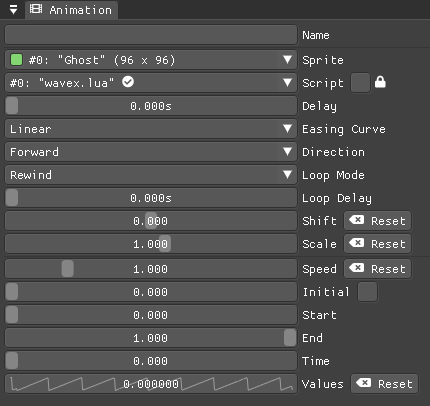 Animation
Name
#0: "Ghost" (96 x 96) Sprite
#0: "wavex.lua" Script
0.000s Delay
Linear Easing Curve
Forward Direction
Rewind Loop Mode
0.000s Loop Delay
0.000 Shift Reset
1.000 Scale Reset
1.000 Speed Reset
0.000 Initial
0.000 Start
1.000 End
0.000 Time
0.000000 Values Reset